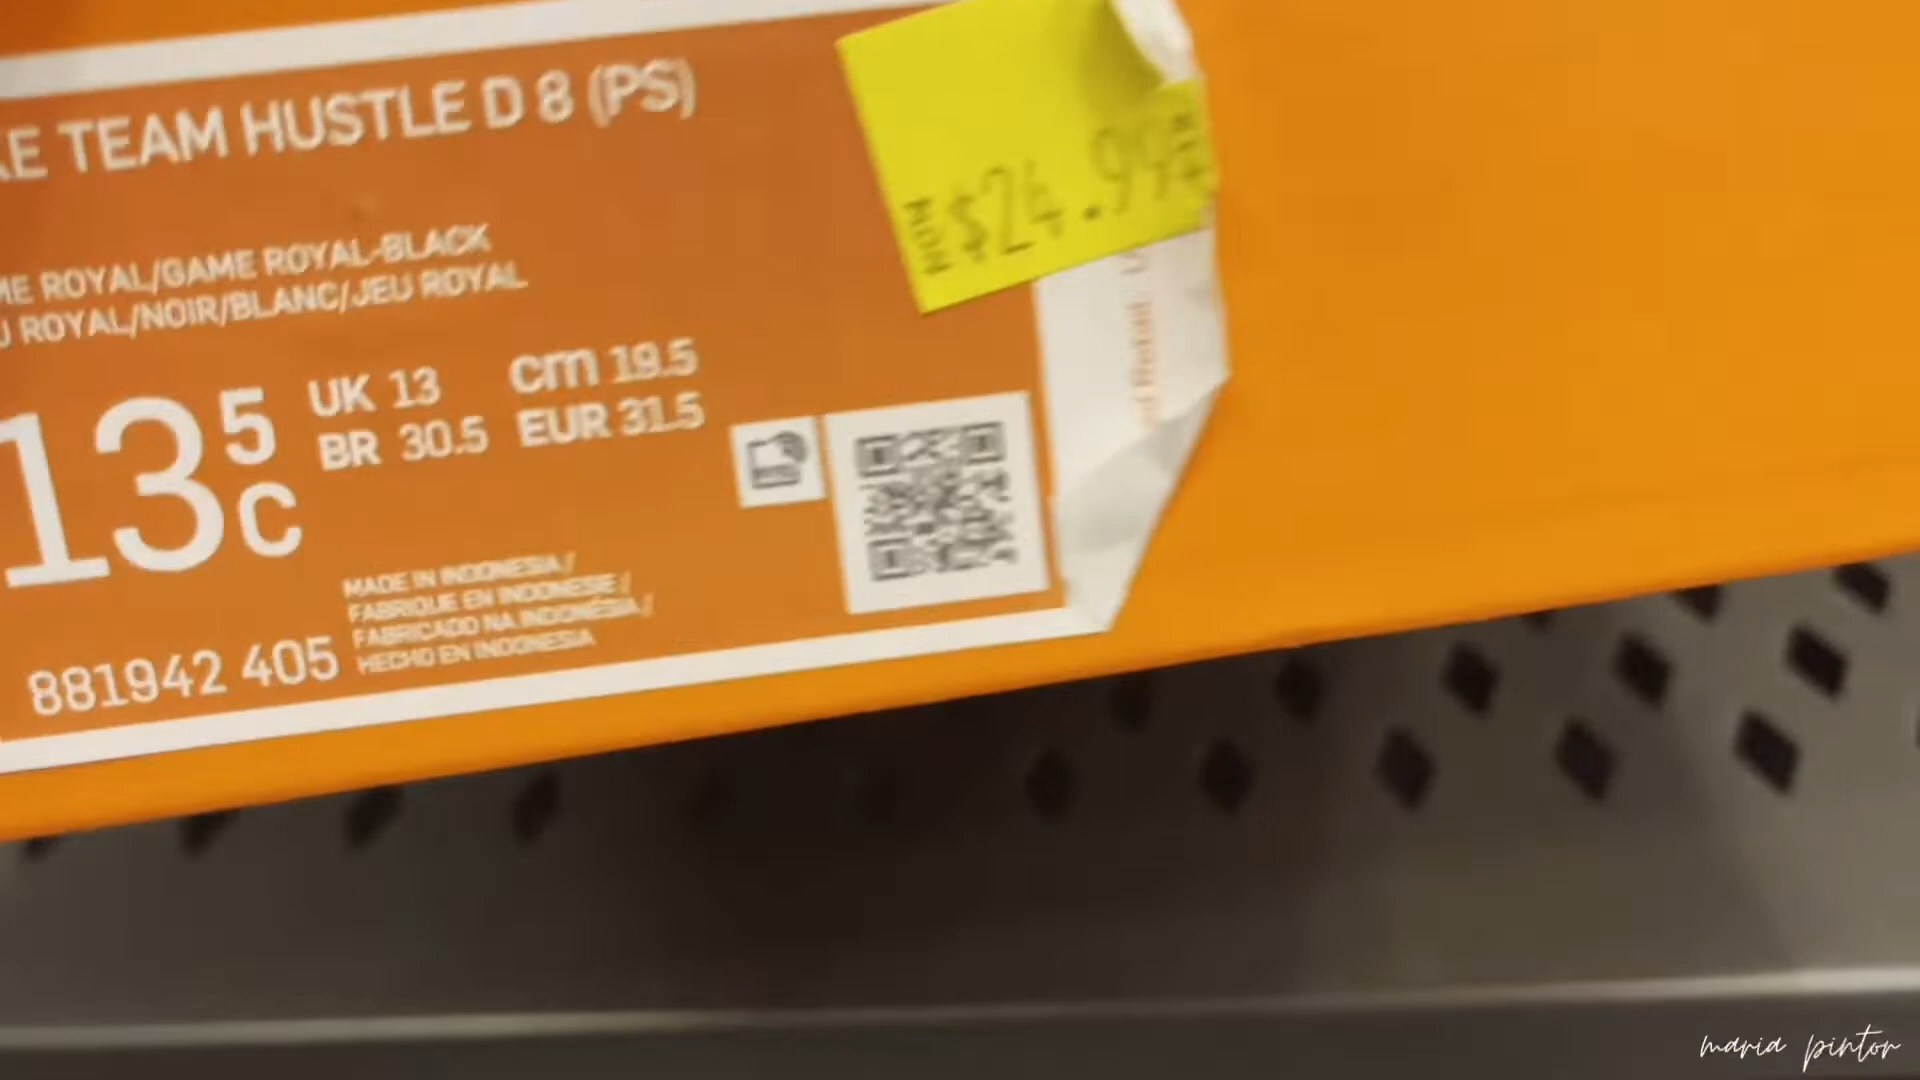 KE TEAM HUSTLE D 8 (PS)
ME ROYAL/GAME ROYAL-BLACK
U ROYAL/NOIR/BLANC/JEU ROYAL
13 5 C
UK 13 cm 19.5
BR 30.5 EUR 31.5
MADE IN INDONESIA /
FABRIQUE EN INDONESIE /
FABRICADO NA INDONÉSIA /
HECHO EN INDONESIA
881942 405
NOW $24.99
Retail
maria pintor